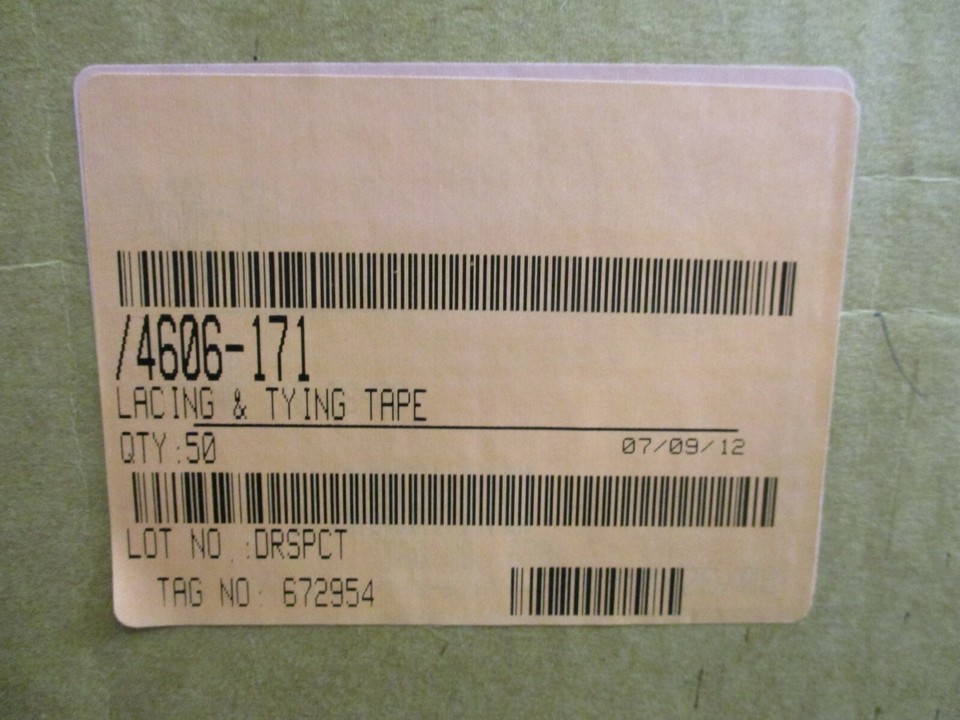 /4606-171
LACING & TYING TAPE
QTY:50 07/09/12
LOT NO.:DRSPCT
TAG NO: 672954